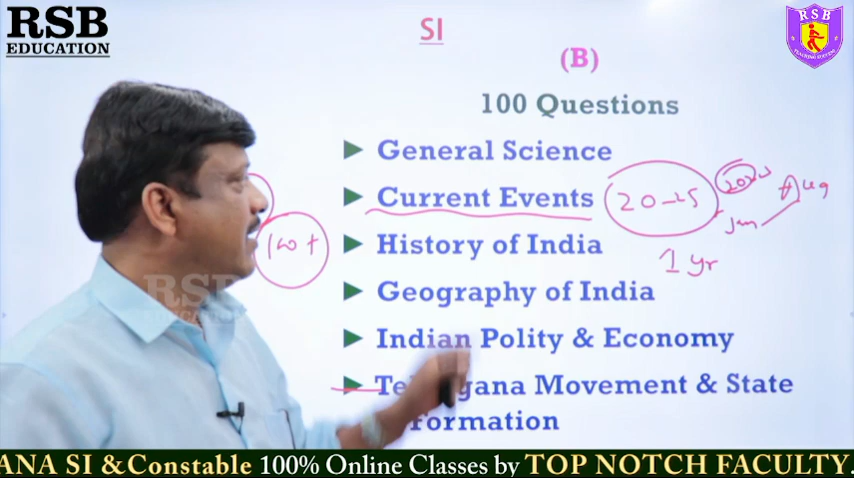 RSB
EDUCATION
SI
RSB
(B)
100 Questions
General Science
Current Events
20-25
Aug
Jan
History of India
1 yr
Geography of India
Indian Polity & Economy
Movement & State
Formation
ANA SI & Constable 100% Online Classes by TOP NOTCH FACULTY.